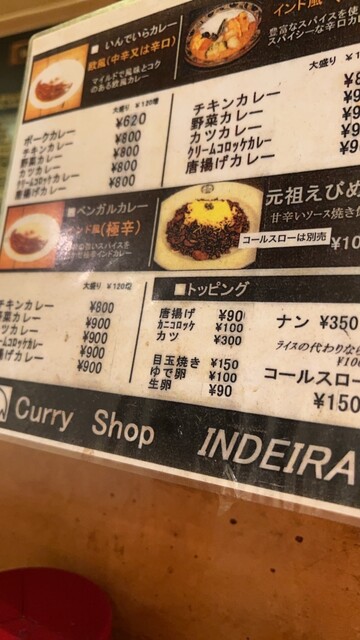 ■ いんでいらカレー
欧風(中辛又は辛口)
マイルドで風味とコク
のある欧風カレー
大盛り ¥130増
ポークカレー ¥620
チキンカレー ¥800
野菜カレー ¥800
カツカレー ¥800
クリームコロッケカレー ¥800
唐揚げカレー
インド風
豊富なスパイスを使
スパイシーな辛口カ
大盛り
チキンカレー
野菜カレー
カツカレー
クリームコロッケカレー
唐揚げカレー
■ベンガルカレー
インド風(極辛)
大盛り ¥120増
チキンカレー ¥800
野菜カレー ¥900
カツカレー ¥900
ームコロッケカレー ¥900
揚げカレー ¥900
元祖えびめ
甘辛いソース焼き
コールスローは別売
■トッピング
唐揚げ ¥90
カニコロッケ ¥100
カツ ¥300
目玉焼き ¥150
ゆで卵 ¥100
生卵 ¥90
ナン ¥350
ライスの代わりなら
コールスロー
¥150
Curry Shop INDEIRA